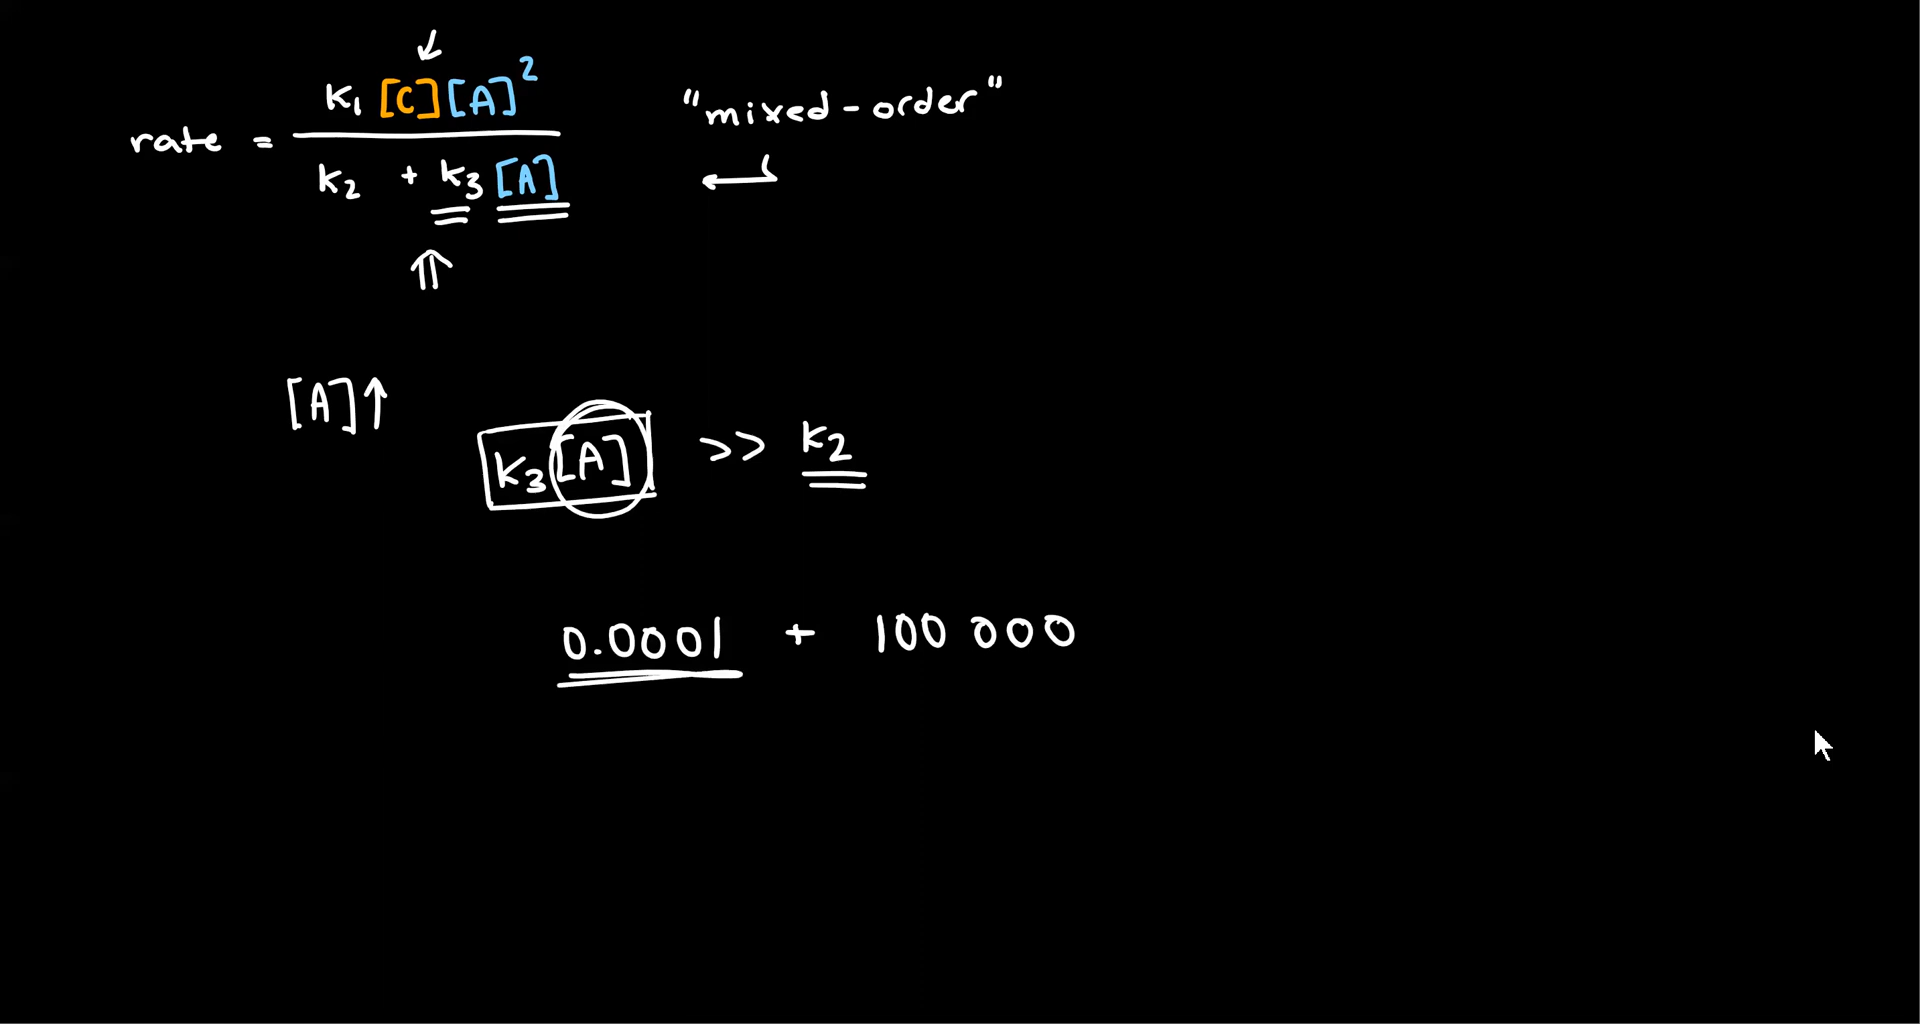 rate = k₁ [C][A]² / k₂ + k₃ [A]
"mixed-order"
[A]↑
k₃[A] >> k₂
0.0001 + 100 000